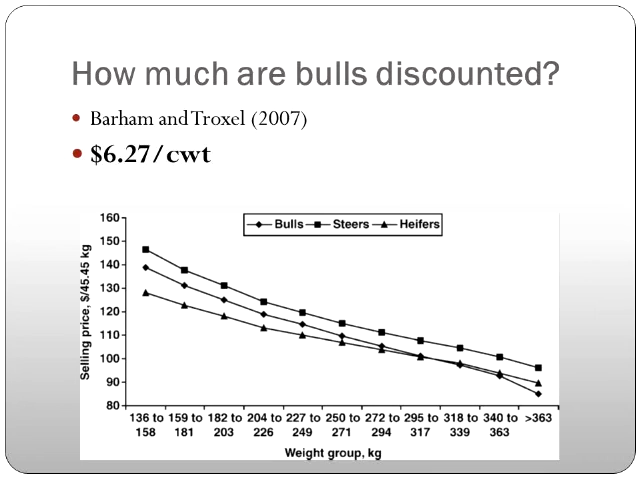 How much are bulls discounted?
Barham and Troxel (2007)
$6.27/cwt
Bulls Steers Heifers
160
150
140
130
120
110
100
90
80
Selling price, $/45.45 kg
136 to 159 to 182 to 204 to 227 to 250 to 272 to 295 to 318 to 340 to >363
158 181 203 226 249 271 294 317 339 363
Weight group, kg